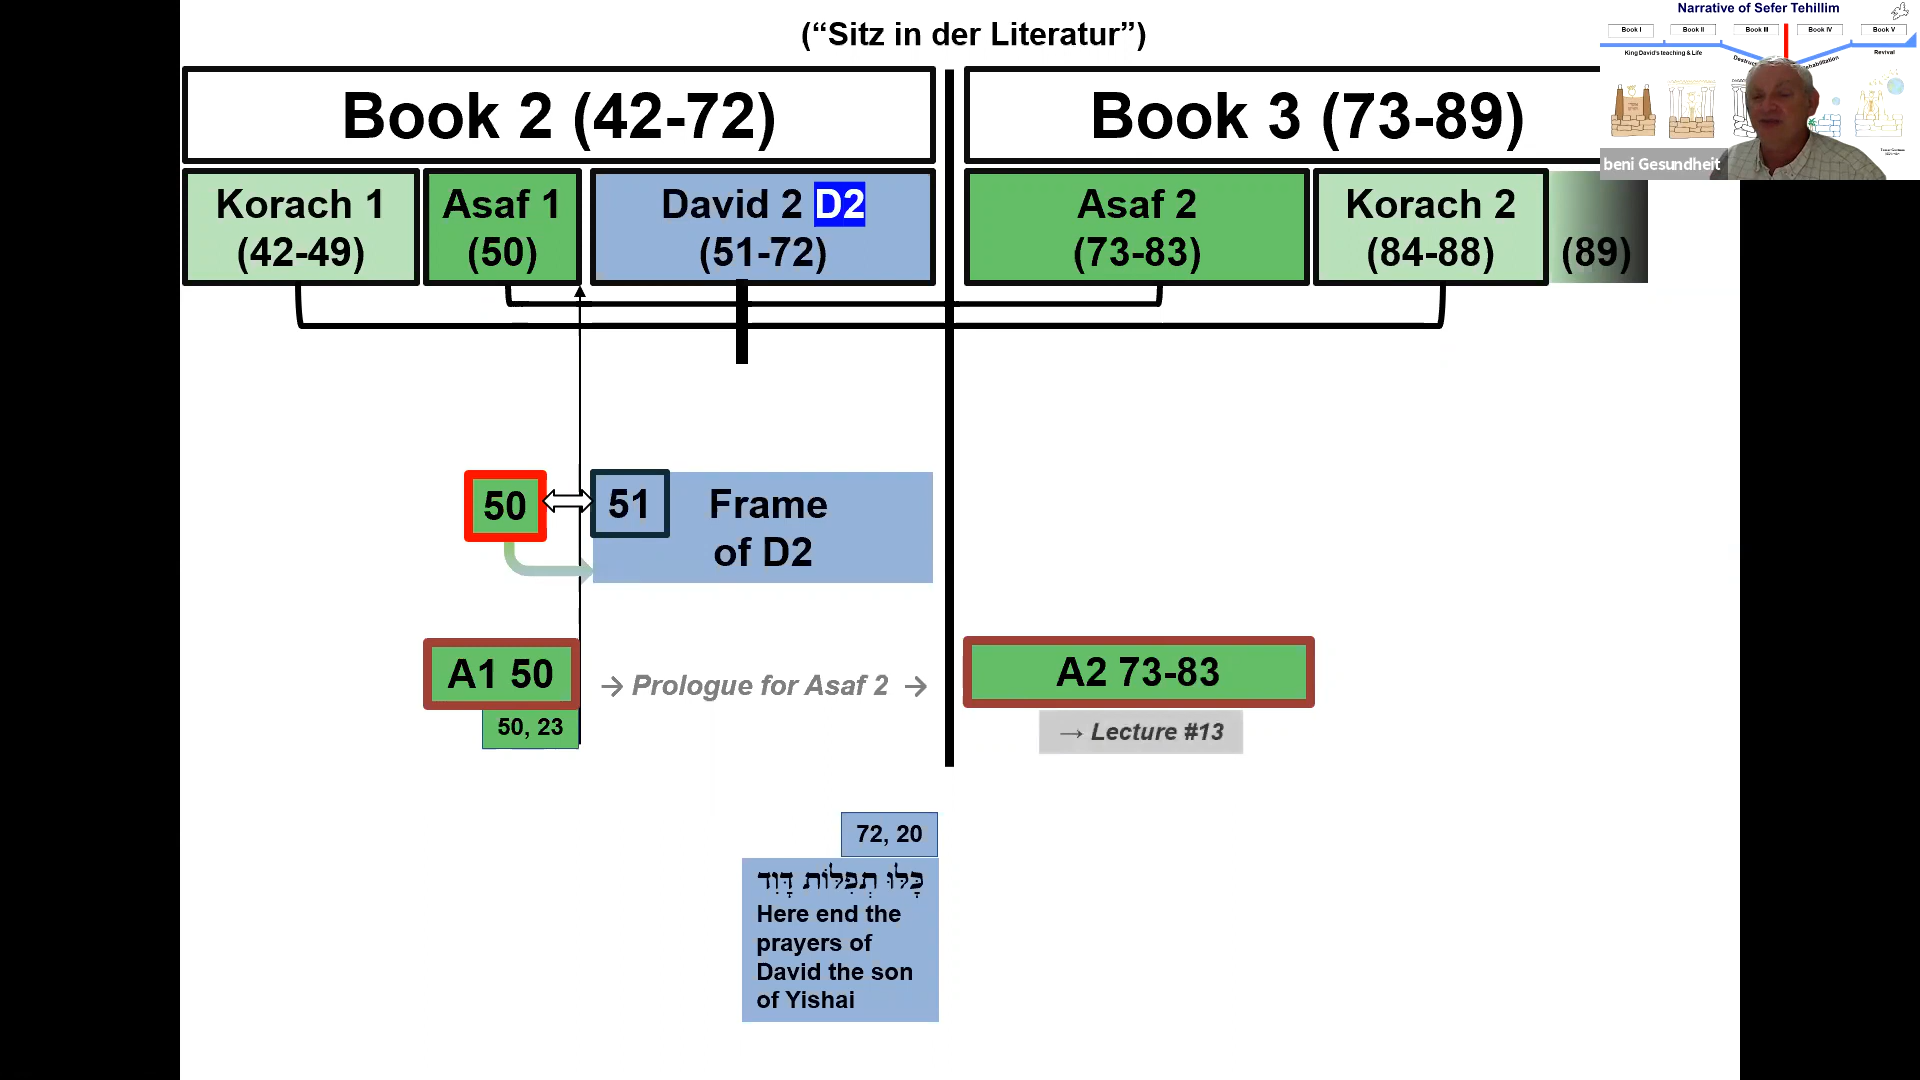 (“Sitz in der Literatur”)
Narrative of Sefer Tehillim
Book I Book II Book III Book IV Book V
King David's teaching & Life
Revival
beni Gesundheit
Book 2 (42-72)
Book 3 (73-89)
Korach 1
(42-49)
Asaf 1
(50)
David 2 D2
(51-72)
Asaf 2
(73-83)
Korach 2
(84-88)
(89)
50
51
Frame
of D2
A1 50
→ Prologue for Asaf 2 →
A2 73-83
50, 23
→ Lecture #13
72, 20
כָּלּוּ תְפִלּוֹת דָּוִד
Here end the
prayers of
David the son
of Yishai